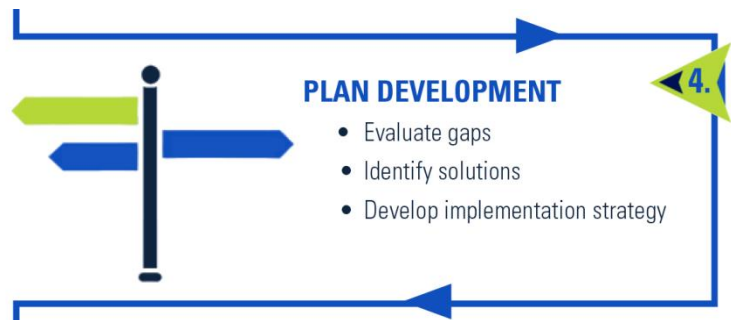 PLAN DEVELOPMENT
4.
• Evaluate gaps
• Identify solutions
• Develop implementation strategy